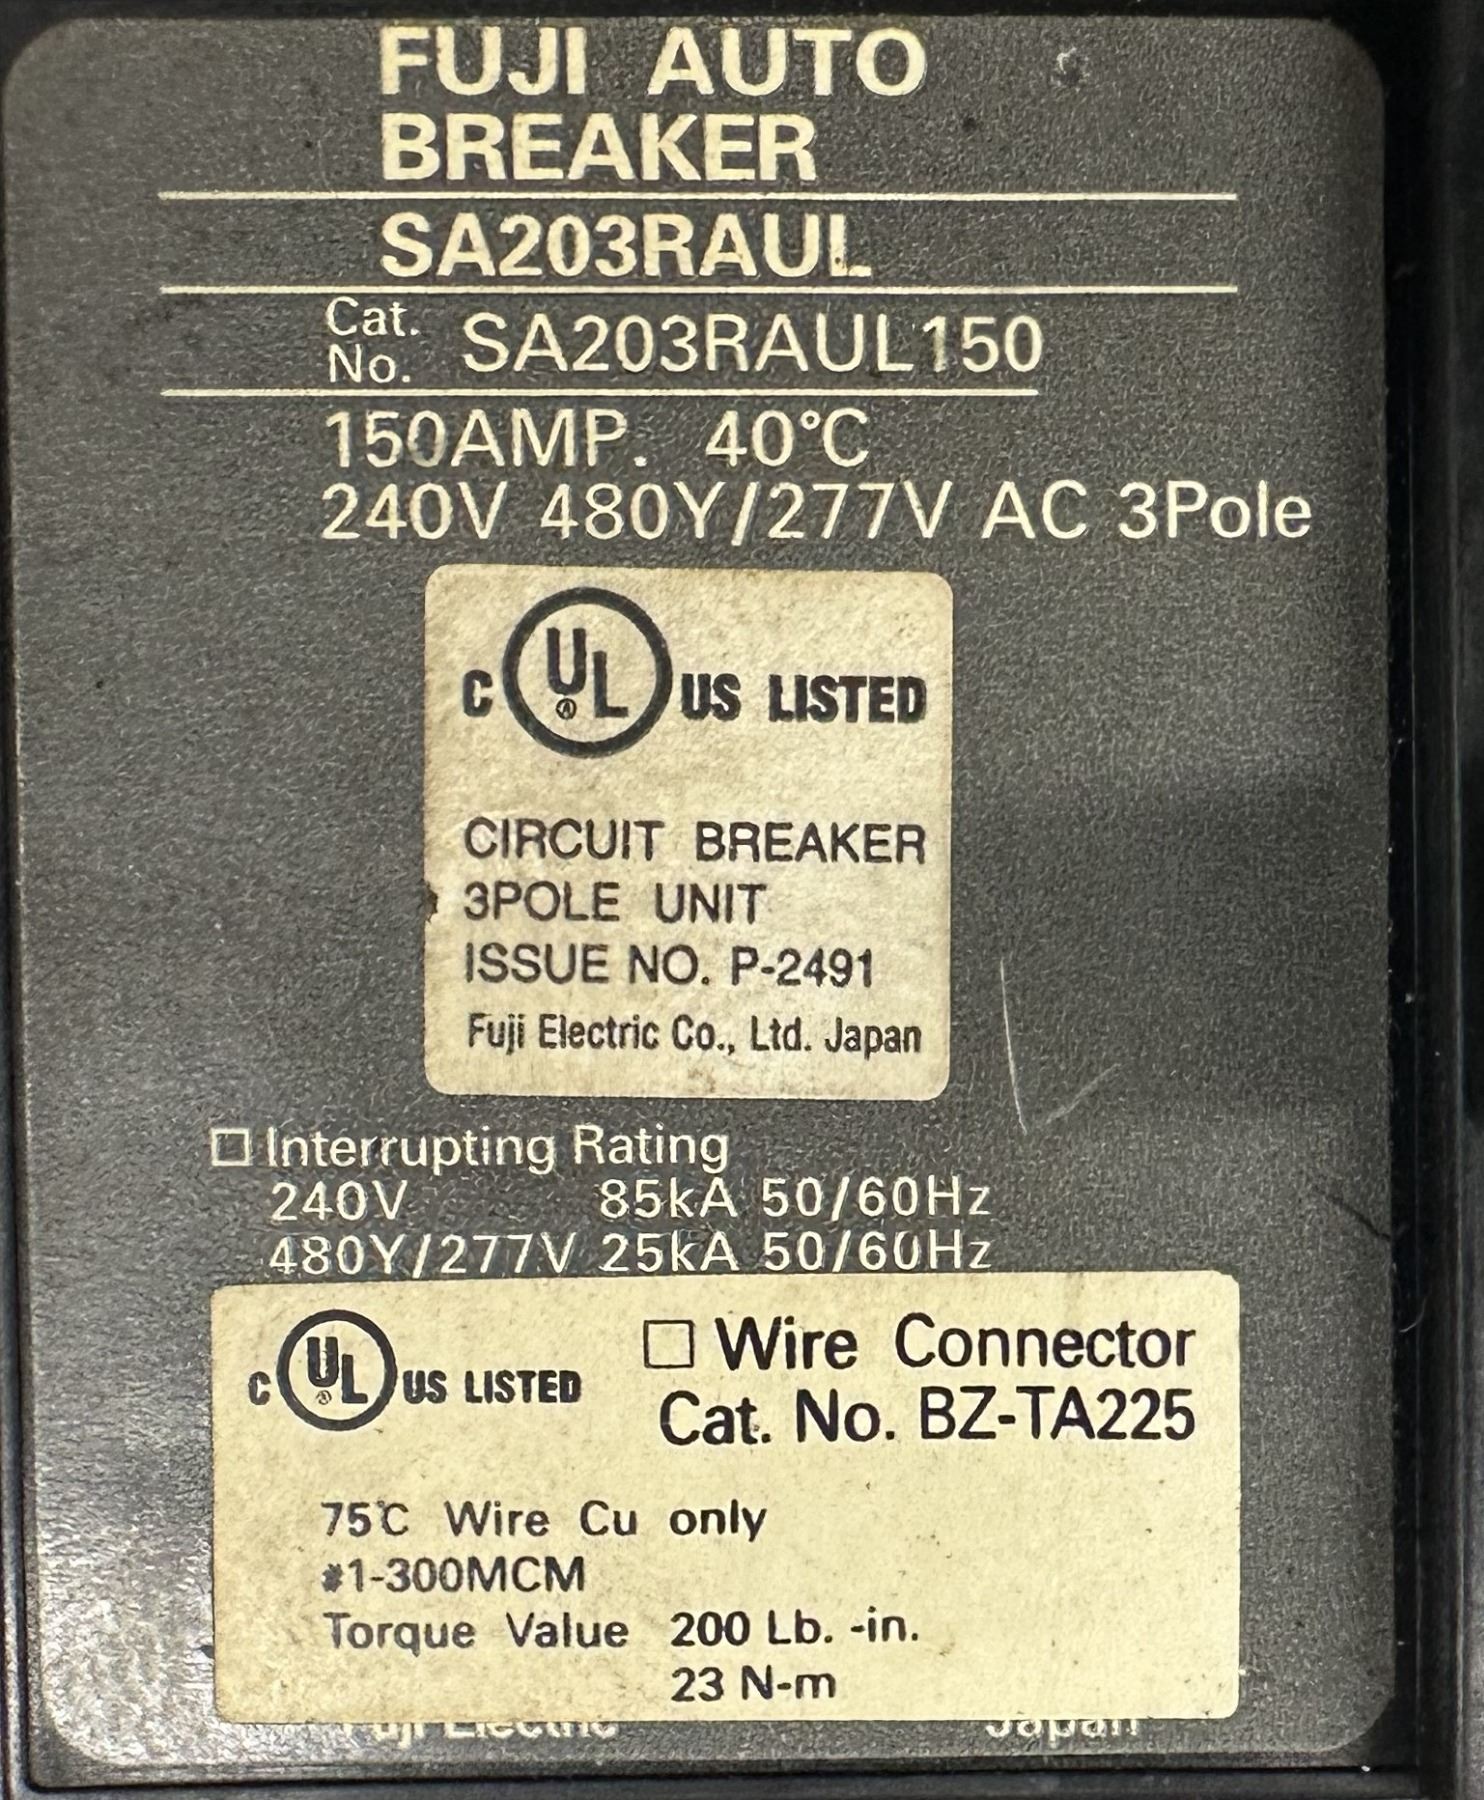 FUJI AUTO
BREAKER
SA203RAUL
Cat.
No. SA203RAUL150
150AMP. 40℃
240V 480Y/277V AC 3Pole
C UL US LISTED
CIRCUIT BREAKER
3POLE UNIT
ISSUE NO. P-2491
Fuji Electric Co., Ltd. Japan
□ Interrupting Rating
240V 85kA 50/60Hz
480Y/277V 25kA 50/60Hz
C UL US LISTED
□ Wire Connector
Cat. No. BZ-TA225
75℃ Wire Cu only
#1-300MCM
Torque Value 200 Lb. -in.
23 N-m
Fuji Electric Japan